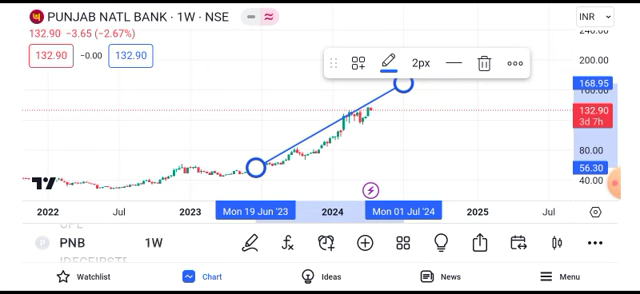 PUNJAB NATL BANK · 1W · NSE
INR
132.90 −3.65 (−2.67%)
132.90 −0.00 132.90
2px
240.00
200.00
168.95
160.00
132.90
3d 7h
80.00
56.30
40.00
2022 Jul 2023 Mon 19 Jun '23 2024 Mon 01 Jul '24 2025 Jul
PNB 1W
Watchlist Chart Ideas News Menu